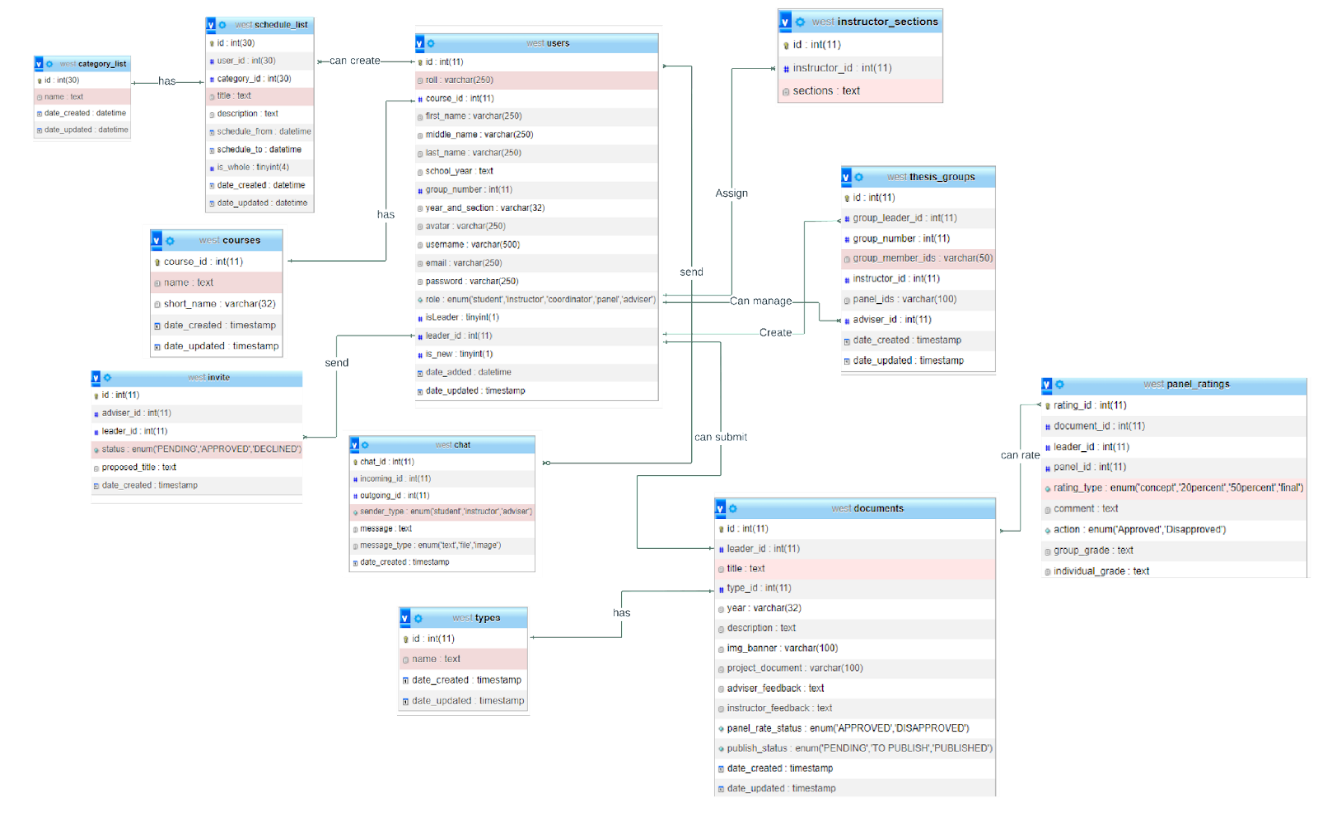 west schedule_list
id : int(30)
user_id : int(30)
category_id : int(30)
title : text
description : text
schedule_from : datetime
schedule_to : datetime
is_whole : tinyint(4)
date_created : datetime
date_updated : datetime
west category_list
id : int(30)
name : text
date_created : datetime
date_updated : datetime
has
can create
west users
id : int(11)
roll : varchar(250)
course_id : int(11)
first_name : varchar(250)
middle_name : varchar(250)
last_name : varchar(250)
school_year : text
group_number : int(11)
year_and_section : varchar(32)
avatar : varchar(250)
username : varchar(500)
email : varchar(250)
password : varchar(250)
role : enum('student','instructor','coordinator','panel','adviser')
isLeader : tinyint(1)
leader_id : int(11)
is_new : tinyint(1)
date_added : datetime
date_updated : timestamp
west instructor_sections
id : int(11)
instructor_id : int(11)
sections : text
Assign
west thesis_groups
id : int(11)
group_leader_id : int(11)
group_number : int(11)
group_member_ids : varchar(50)
instructor_id : int(11)
panel_ids : varchar(100)
adviser_id : int(11)
date_created : timestamp
date_updated : timestamp
has
send
Can manage
Create
west courses
course_id : int(11)
name : text
short_name : varchar(32)
date_created : timestamp
date_updated : timestamp
send
west invite
id : int(11)
adviser_id : int(11)
leader_id : int(11)
status : enum('PENDING','APPROVED','DECLINED')
proposed_title : text
date_created : timestamp
west chat
chat_id : int(11)
incoming_id : int(11)
outgoing_id : int(11)
sender_type : enum('student','instructor','adviser')
message : text
message_type : enum('text','file','image')
date_created : timestamp
can submit
can rate
west panel_ratings
rating_id : int(11)
document_id : int(11)
leader_id : int(11)
panel_id : int(11)
rating_type : enum('concept','20percent','50percent','final')
comment : text
action : enum('Approved','Disapproved')
group_grade : text
individual_grade : text
west documents
id : int(11)
leader_id : int(11)
title : text
type_id : int(11)
year : varchar(32)
description : text
img_banner : varchar(100)
project_document : varchar(100)
adviser_feedback : text
instructor_feedback : text
panel_rate_status : enum('APPROVED','DISAPPROVED')
publish_status : enum('PENDING','TO PUBLISH','PUBLISHED')
date_created : timestamp
date_updated : timestamp
has
west types
id : int(11)
name : text
date_created : timestamp
date_updated : timestamp